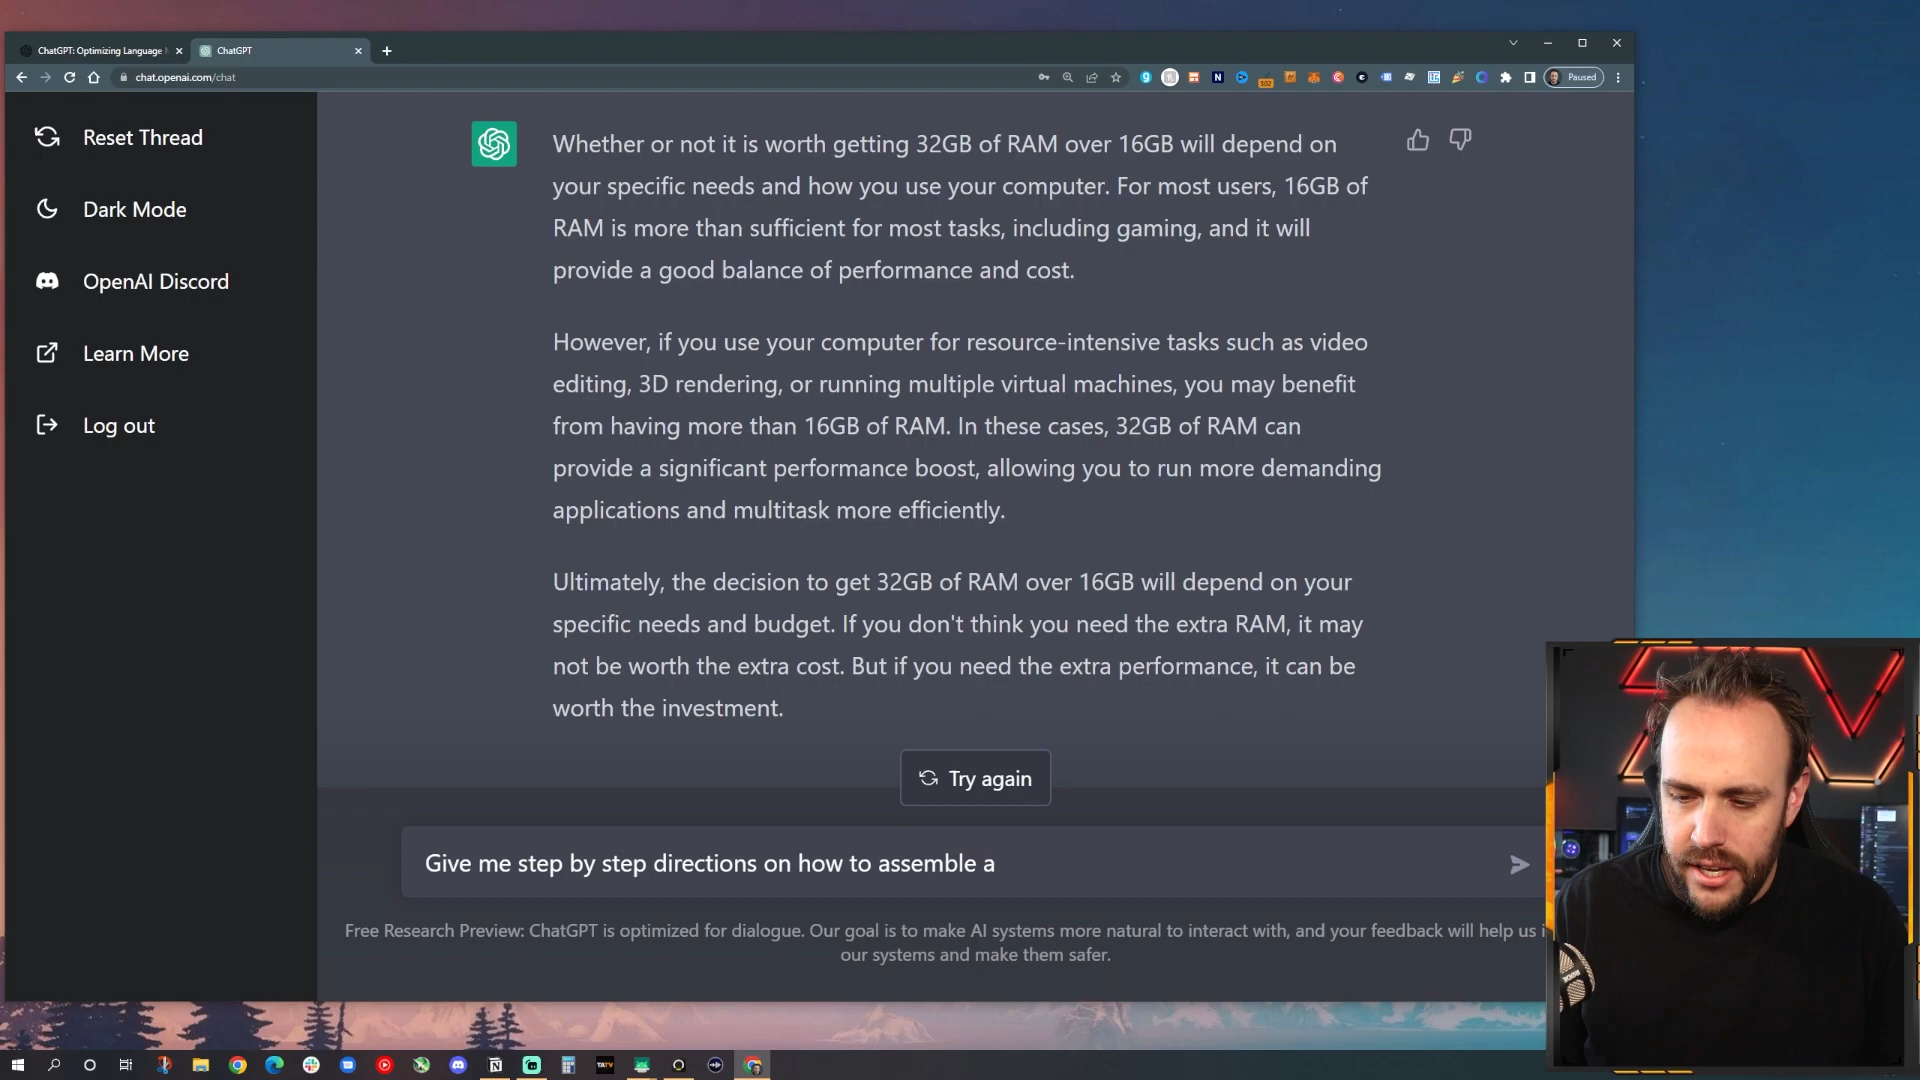 ChatGPT: Optimizing Language
ChatGPT
chat.openai.com/chat
302
Paused
Reset Thread
Dark Mode
OpenAI Discord
Learn More
Log out
Whether or not it is worth getting 32GB of RAM over 16GB will depend on
your specific needs and how you use your computer. For most users, 16GB of
RAM is more than sufficient for most tasks, including gaming, and it will
provide a good balance of performance and cost.
However, if you use your computer for resource-intensive tasks such as video
editing, 3D rendering, or running multiple virtual machines, you may benefit
from having more than 16GB of RAM. In these cases, 32GB of RAM can
provide a significant performance boost, allowing you to run more demanding
applications and multitask more efficiently.
Ultimately, the decision to get 32GB of RAM over 16GB will depend on your
specific needs and budget. If you don't think you need the extra RAM, it may
not be worth the extra cost. But if you need the extra performance, it can be
worth the investment.
Try again
Give me step by step directions on how to assemble a
Free Research Preview: ChatGPT is optimized for dialogue. Our goal is to make AI systems more natural to interact with, and your feedback will help us i
our systems and make them safer.
TATV